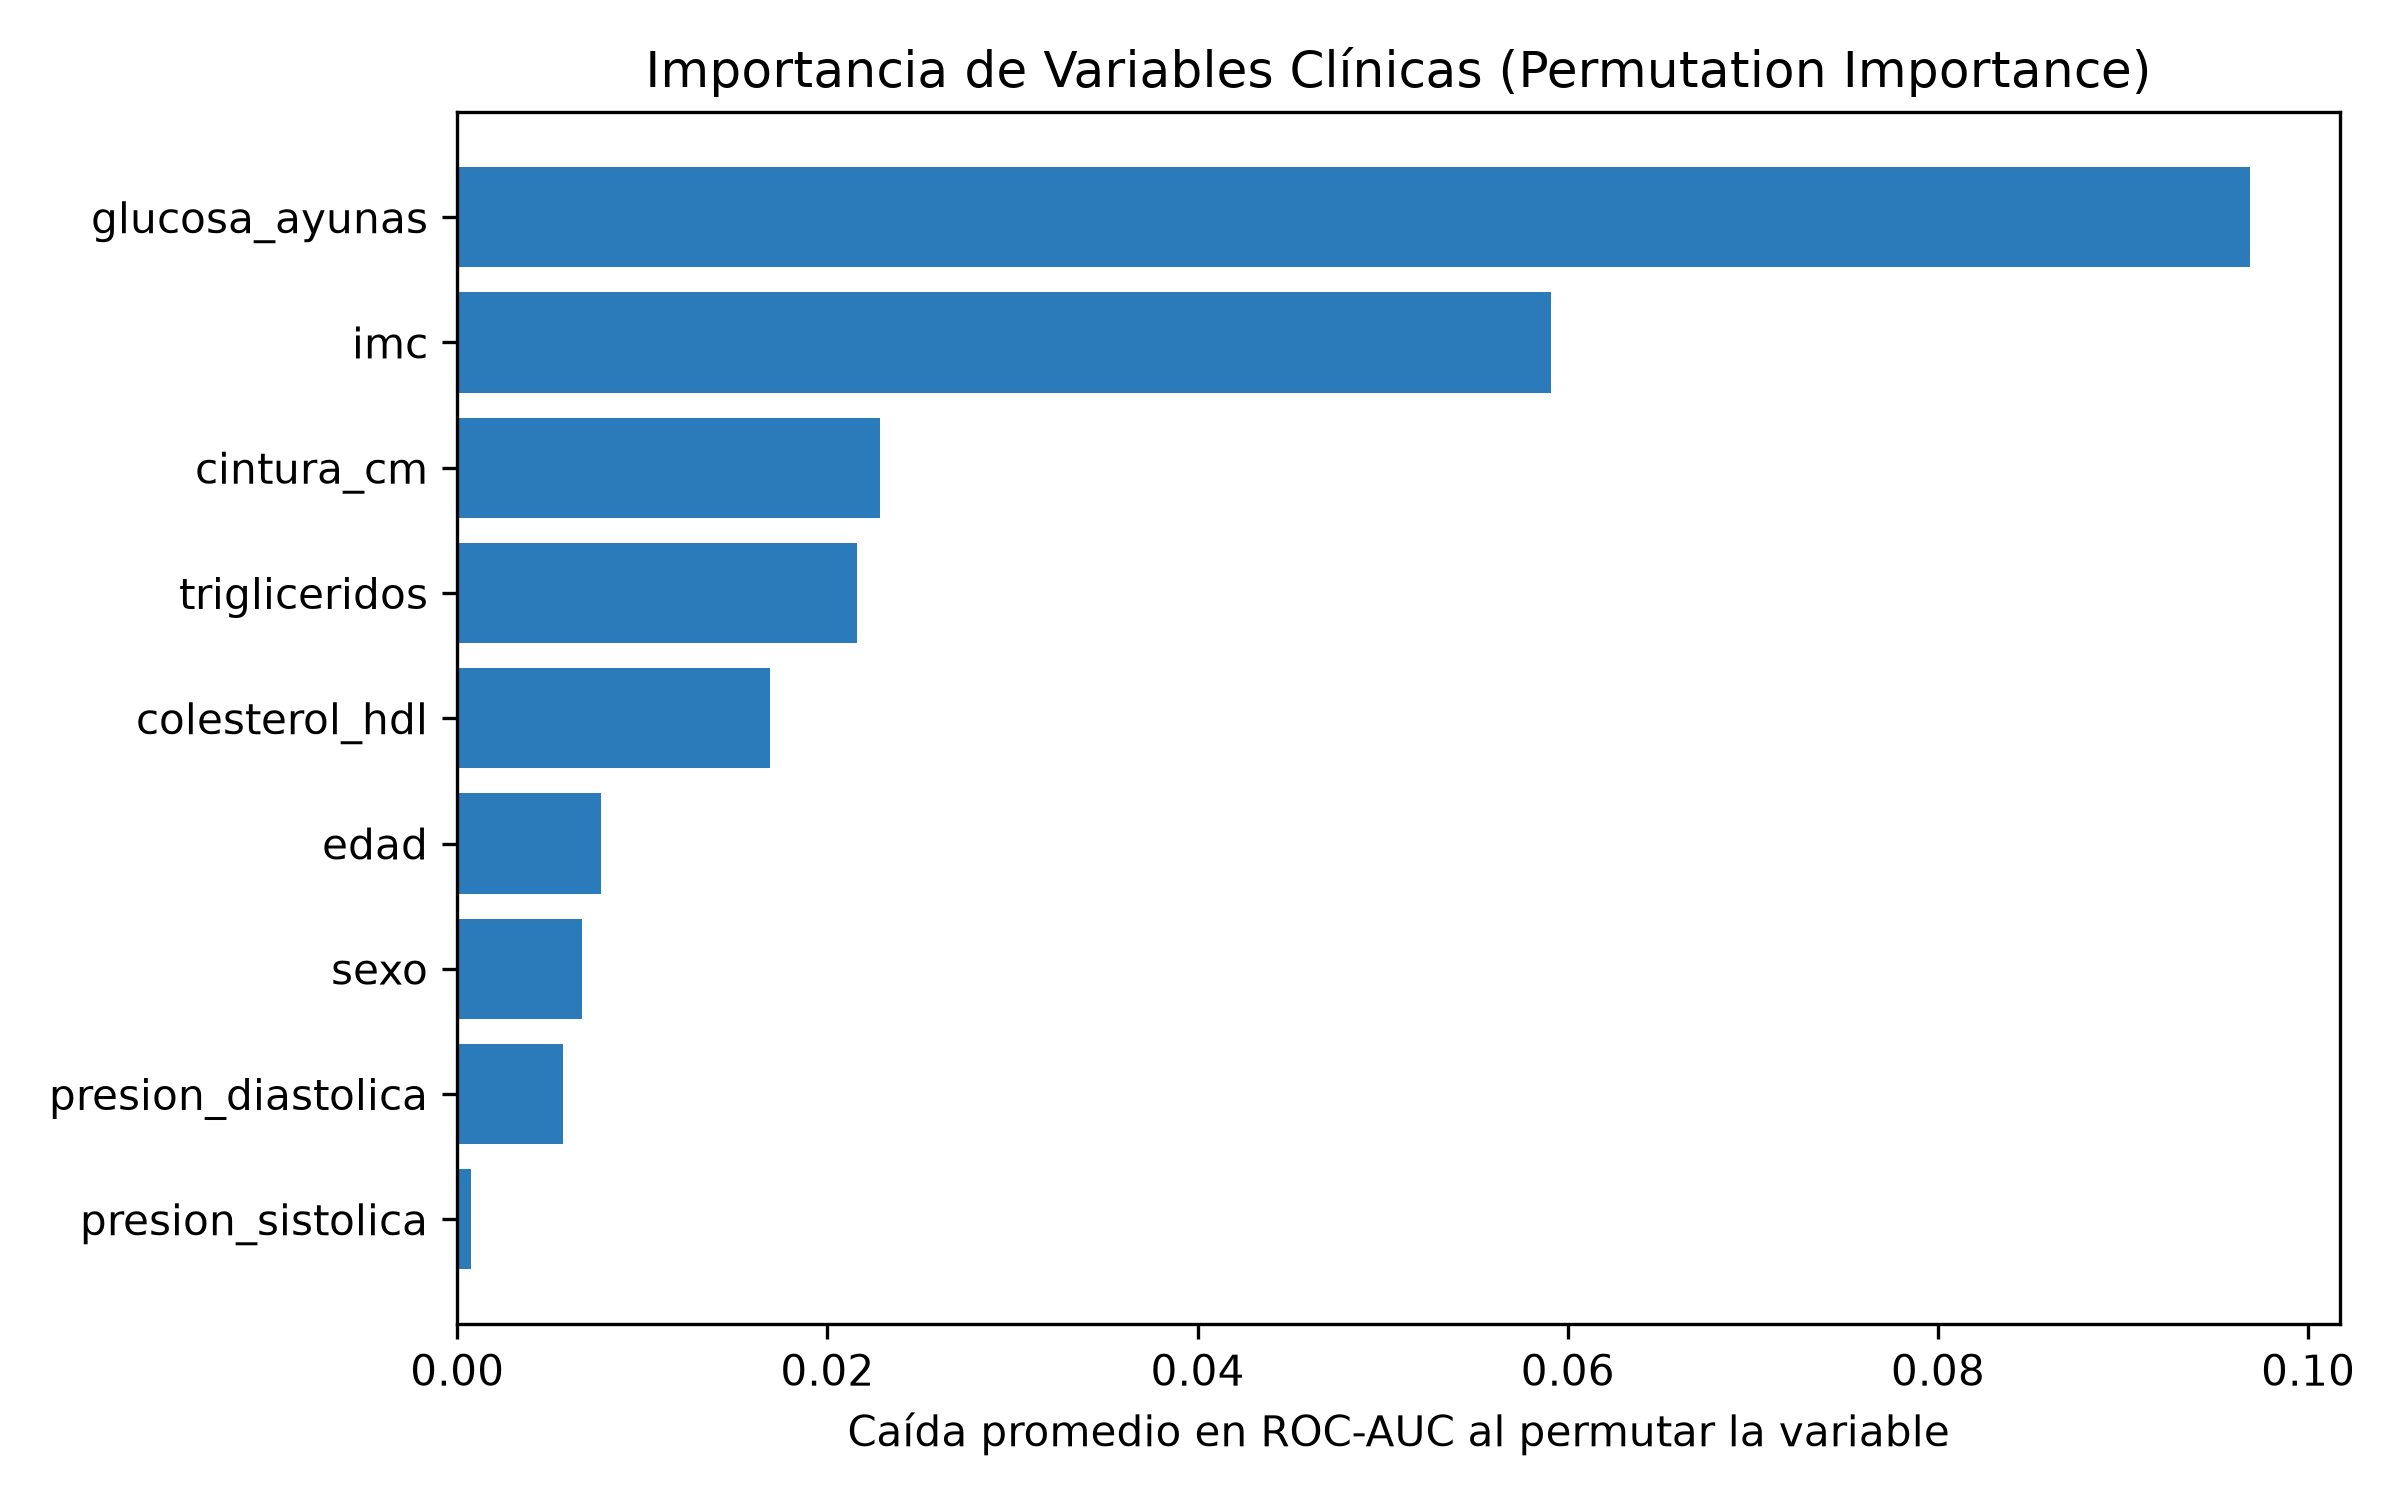 Importancia de Variables Clínicas (Permutation Importance)
glucosa_ayunas
imc
cintura_cm
trigliceridos
colesterol_hdl
edad
sexo
presion_diastolica
presion_sistolica
0.00 0.02 0.04 0.06 0.08 0.10
Caída promedio en ROC-AUC al permutar la variable